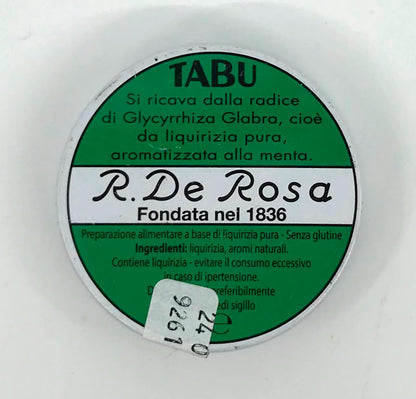 TABU
Si ricava dalla radice
di Glycyrrhiza Glabra, cioè
da liquirizia pura,
aromatizzata alla menta.
R. De Rosa
Fondata nel 1836
Preparazione alimentare a base di liquirizia pura - Senza glutine
Ingredienti: liquirizia, aromi naturali.
Contiene liquirizia - evitare il consumo eccessivo
in caso di ipertensione.
vedi sigillo
e
24 0
9261